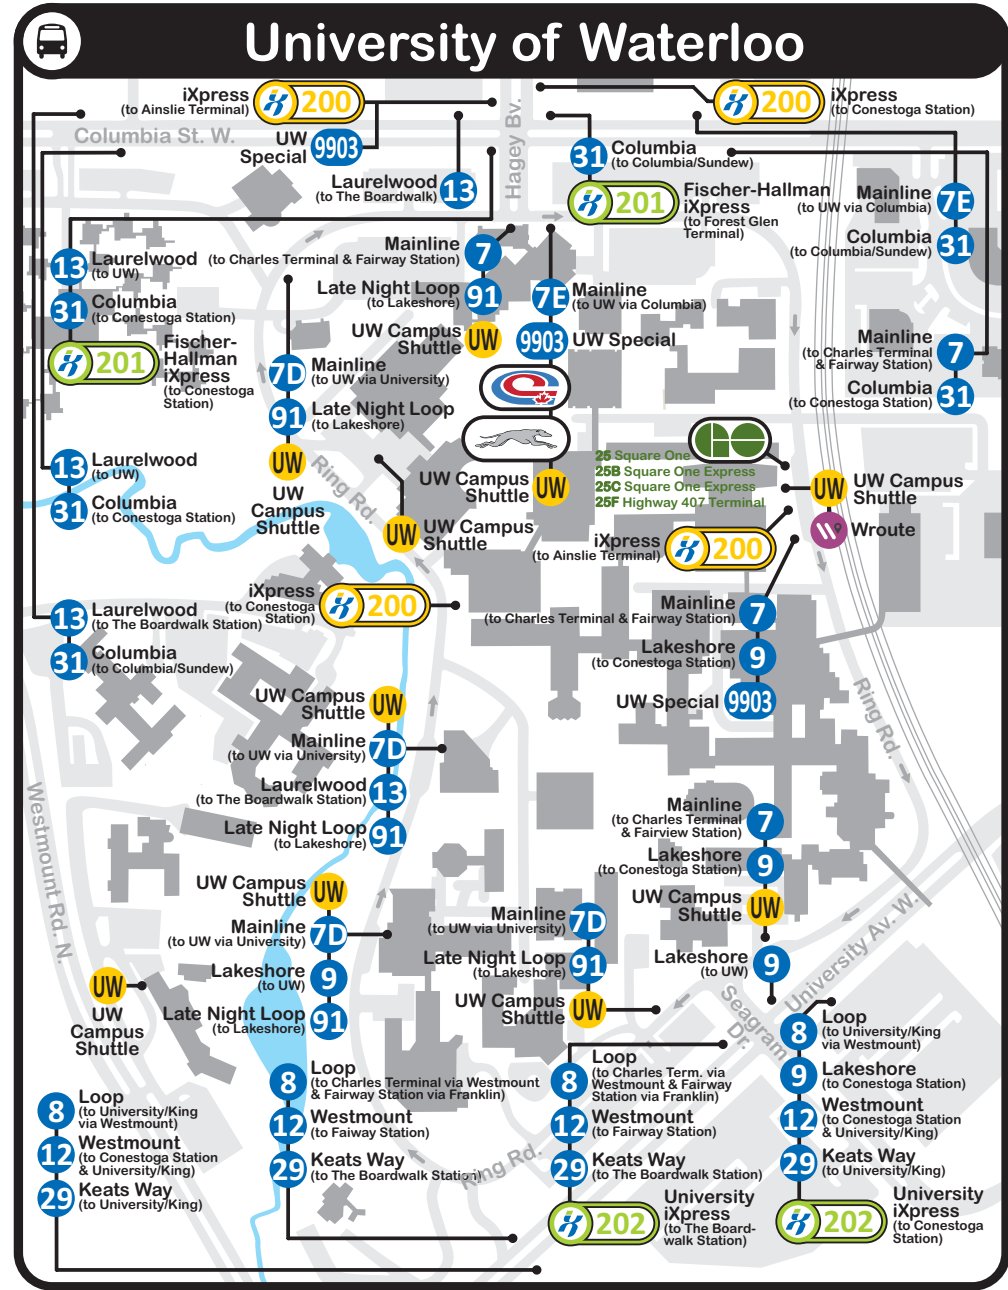 University of Waterloo
iXpress
(to Ainslie Terminal)
200
200
iXpress
(to Conestoga Station)
Columbia St. W.
UW
Special
9903
Hagey Bv.
Laurelwood
(to The Boardwalk)
13
31
Columbia
(to Columbia/Sundew)
201
Fischer-Hallman
iXpress
(to Forest Glen
Terminal)
Mainline
(to UW via Columbia)
7E
Columbia
(to Columbia/Sundew)
31
13
Laurelwood
(to UW)
31
Columbia
(to Conestoga Station)
201
Fischer-
Hallman
iXpress
(to Conestoga
Station)
Mainline
(to Charles Terminal & Fairway Station)
7
Late Night Loop
(to Lakeshore)
91
UW Campus
Shuttle
UW
7E
Mainline
(to UW via Columbia)
9903
UW Special
UW Campus
Shuttle
UW
7D
Mainline
(to UW via University)
91
Late Night Loop
(to Lakeshore)
UW
UW
Campus
Shuttle
Mainline
(to Charles Terminal
& Fairway Station)
7
Columbia
(to Conestoga Station)
31
13
Laurelwood
(to UW)
31
Columbia
(to Conestoga Station)
Ring Rd.
UW
UW Campus
Shuttle
GO
25 Square One
25B Square One Express
25C Square One Express
25F Highway 407 Terminal
UW
UW Campus
Shuttle
Wroute
iXpress
(to Ainslie Terminal)
200
iXpress
(to Conestoga
Station)
200
13
Laurelwood
(to The Boardwalk Station)
31
Columbia
(to Columbia/Sundew)
Mainline
(to Charles Terminal & Fairway Station)
7
Lakeshore
(to Conestoga Station)
9
UW Special
9903
Ring Rd.
UW Campus
Shuttle
UW
Mainline
(to UW via University)
7D
Laurelwood
(to The Boardwalk Station)
13
Late Night Loop
(to Lakeshore)
91
Westmount Rd. N.
Mainline
(to Charles Terminal
& Fairview Station)
7
Lakeshore
(to Conestoga Station)
9
UW Campus
Shuttle
UW
Lakeshore
(to UW)
9
University Av. W.
Seagram
Dr.
UW Campus
Shuttle
UW
Mainline
(to UW via University)
7D
Lakeshore
(to UW)
9
Late Night Loop
(to Lakeshore)
91
Mainline
(to UW via University)
7D
Late Night Loop
(to Lakeshore)
91
UW Campus
Shuttle
UW
UW
UW
Campus
Shuttle
8
Loop
(to University/King
via Westmount)
9
Lakeshore
(to Conestoga Station)
12
Westmount
(to Conestoga Station
& University/King)
29
Keats Way
(to University/King)
202
University
iXpress
(to Conestoga
Station)
8
Loop
(to Charles Term. via
Westmount & Fairway
Station via Franklin)
12
Westmount
(to Fairway Station)
29
Keats Way
(to The Boardwalk Station)
202
University
iXpress
(to The Board-
walk Station)
8
Loop
(to Charles Terminal via Westmount
& Fairway Station via Franklin)
12
Westmount
(to Faiway Station)
29
Keats Way
(to The Boardwalk Station)
Ring Rd.
8
Loop
(to University/King
via Westmount)
12
Westmount
(to Conestoga Station
& University/King)
29
Keats Way
(to University/King)